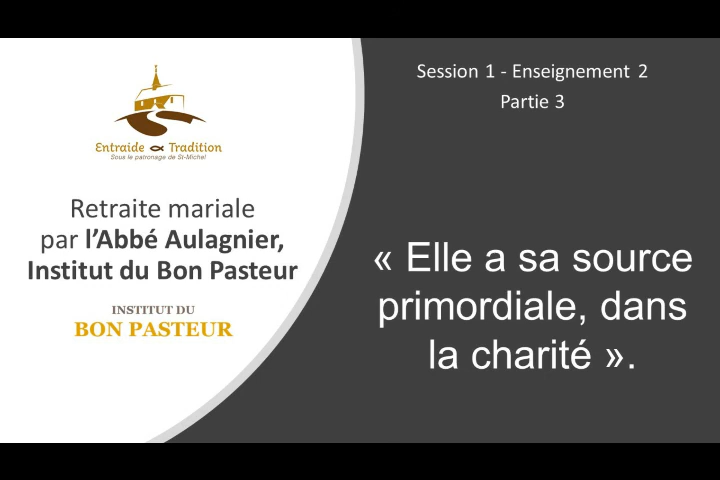 Entraide Tradition
Sous le patronage de St-Michel
Retraite mariale
par l'Abbé Aulagnier,
Institut du Bon Pasteur
INSTITUT DU
BON PASTEUR
Session 1 - Enseignement 2
Partie 3
« Elle a sa source
primordiale, dans
la charité ».